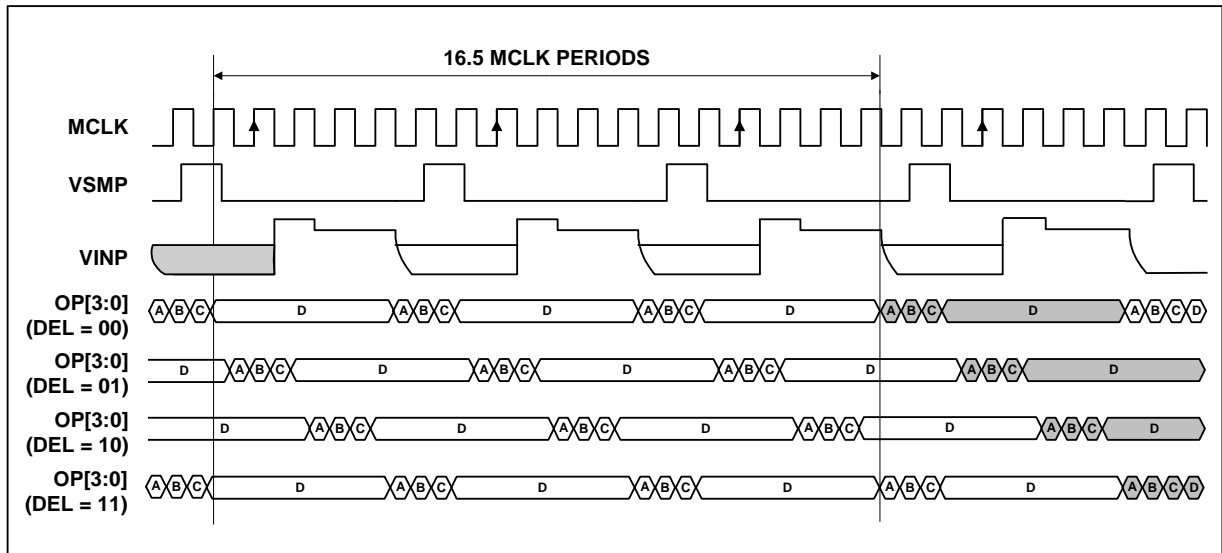 16.5 MCLK PERIODS
MCLK
VSMP
VINP
OP[3:0]
(DEL = 00)
A B C D A B C D A B C D A B C D A B C D
OP[3:0]
(DEL = 01)
D A B C D A B C D A B C D A B C D
OP[3:0]
(DEL = 10)
D A B C D A B C D A B C D A B C D
OP[3:0]
(DEL = 11)
A B C D A B C D A B C D A B C D A B C D